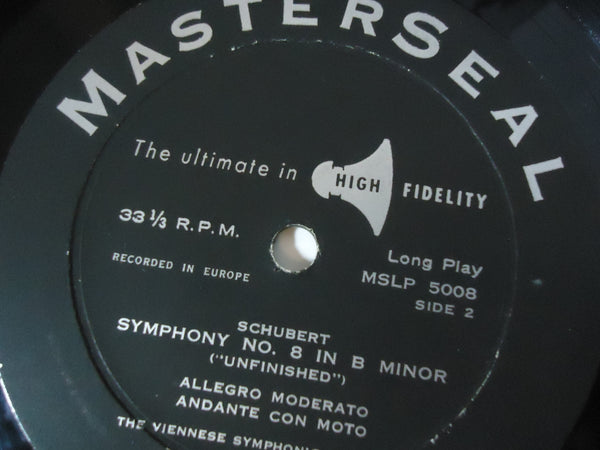 MASTERSEAL
The ultimate in HIGH FIDELITY
33 1/3 R.P.M.
Long Play
RECORDED IN EUROPE
MSLP 5008
SIDE 2
SCHUBERT
SYMPHONY NO. 8 IN B MINOR
("UNFINISHED")
ALLEGRO MODERATO
ANDANTE CON MOTO
THE VIENNESE